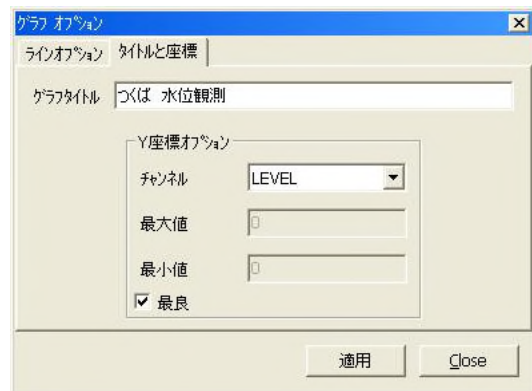 グラフ オプション
ラインオプション タイトルと座標
グラフタイトル つくば 水位観測
Y座標オプション
チャンネル LEVEL
最大値 0
最小値 0
最良
適用 Close